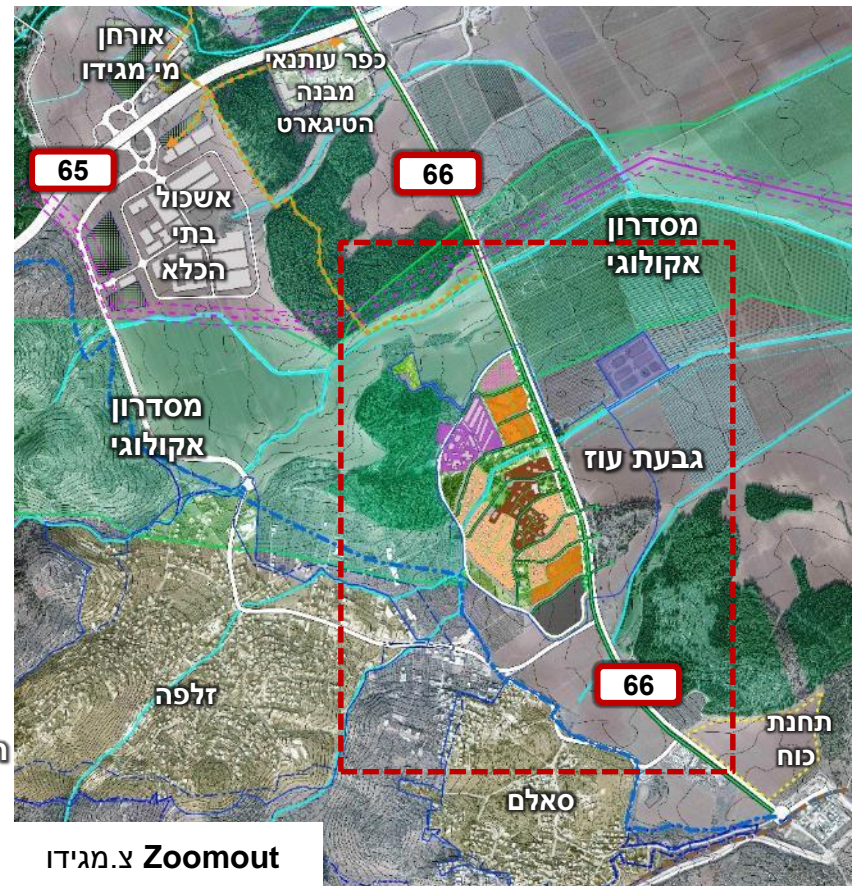 אורחן
מי מגידו
כפר עותנאי
מבנה
הטיגארט
65
66
אשכול
בתי
הכלא
מסדרון
אקולוגי
מסדרון
אקולוגי
גבעת עוז
66
זלפה
תחנת
כוח
סאלם
צ.מגידו Zoomout